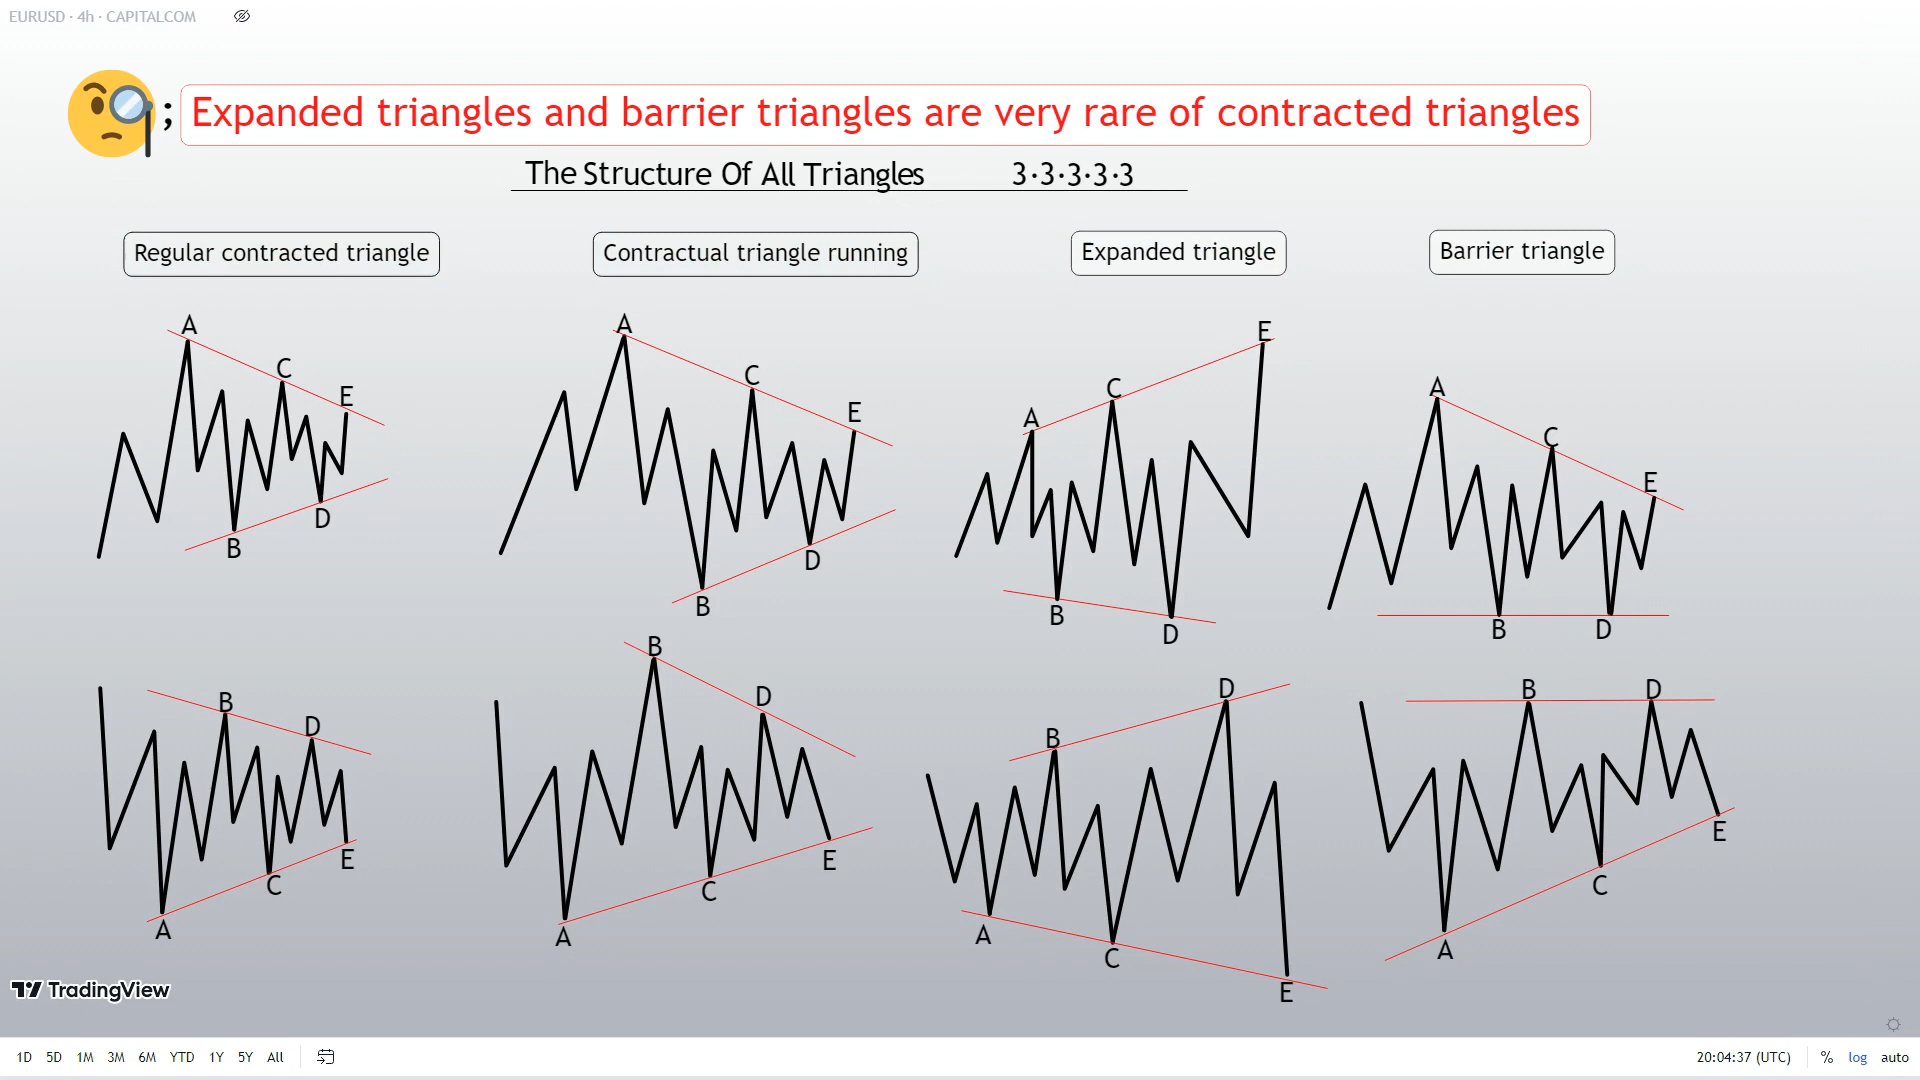 EURUSD · 4h · CAPITALCOM
; Expanded triangles and barrier triangles are very rare of contracted triangles
The Structure Of All Triangles 3·3·3·3·3
Regular contracted triangle
Contractual triangle running
Expanded triangle
Barrier triangle
A
C
E
B
D
A
C
E
B
D
A
C
E
B
D
A
C
E
B
D
B
D
A
C
E
B
D
A
C
E
B
D
A
C
E
B
D
A
C
E
TradingView
1D 5D 1M 3M 6M YTD 1Y 5Y All 20:04:37 (UTC) % log auto